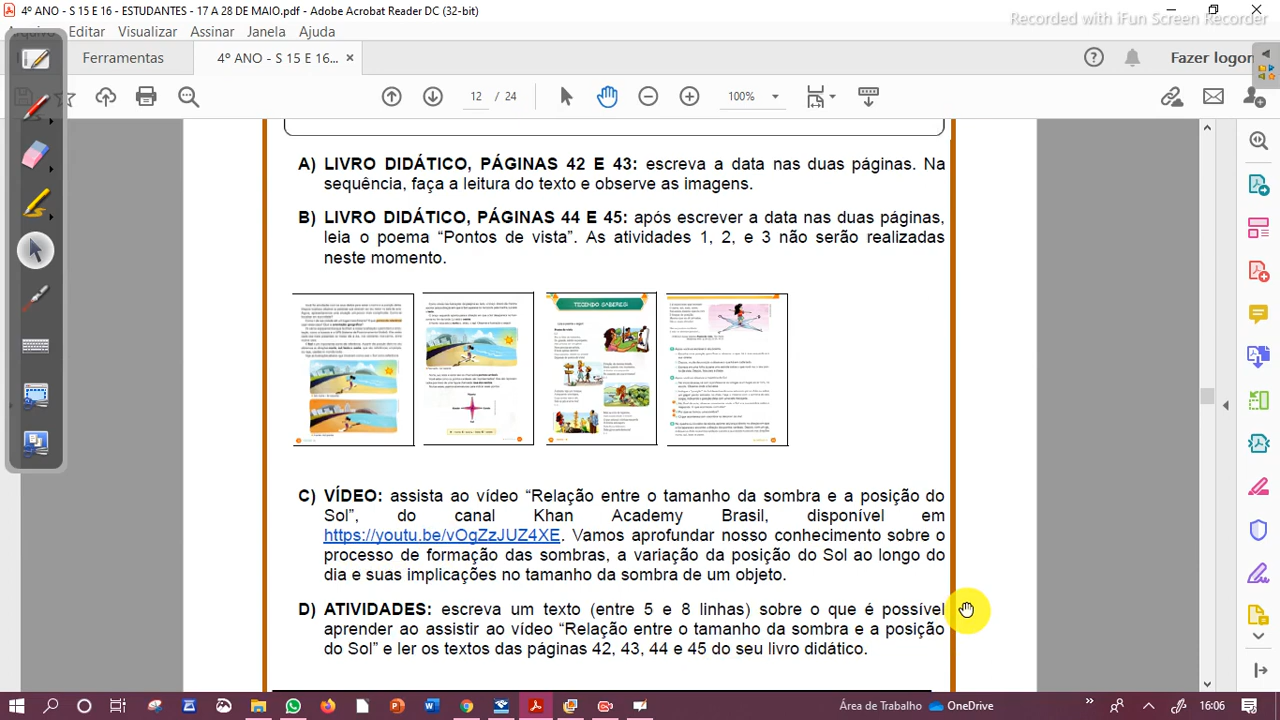 4º ANO - S 15 E 16 - ESTUDANTES - 17 A 28 DE MAIO.pdf - Adobe Acrobat Reader DC (32-bit)
Recorded with iFun Screen Recorder
Arquivo Editar Visualizar Assinar Janela Ajuda
Ferramentas
4º ANO - S 15 E 16...
Fazer logon
12 / 24
100%
A) LIVRO DIDÁTICO, PÁGINAS 42 E 43: escreva a data nas duas páginas. Na
sequência, faça a leitura do texto e observe as imagens.
B) LIVRO DIDÁTICO, PÁGINAS 44 E 45: após escrever a data nas duas páginas,
leia o poema “Pontos de vista”. As atividades 1, 2, e 3 não serão realizadas
neste momento.
TECENDO SABERES
C) VÍDEO: assista ao vídeo “Relação entre o tamanho da sombra e a posição do
Sol”, do canal Khan Academy Brasil, disponível em
https://youtu.be/vOgZzJUZ4XE. Vamos aprofundar nosso conhecimento sobre o
processo de formação das sombras, a variação da posição do Sol ao longo do
dia e suas implicações no tamanho da sombra de um objeto.
D) ATIVIDADES: escreva um texto (entre 5 e 8 linhas) sobre o que é possível
aprender ao assistir ao vídeo “Relação entre o tamanho da sombra e a posição
do Sol” e ler os textos das páginas 42, 43, 44 e 45 do seu livro didático.
Área de Trabalho
OneDrive
16:06